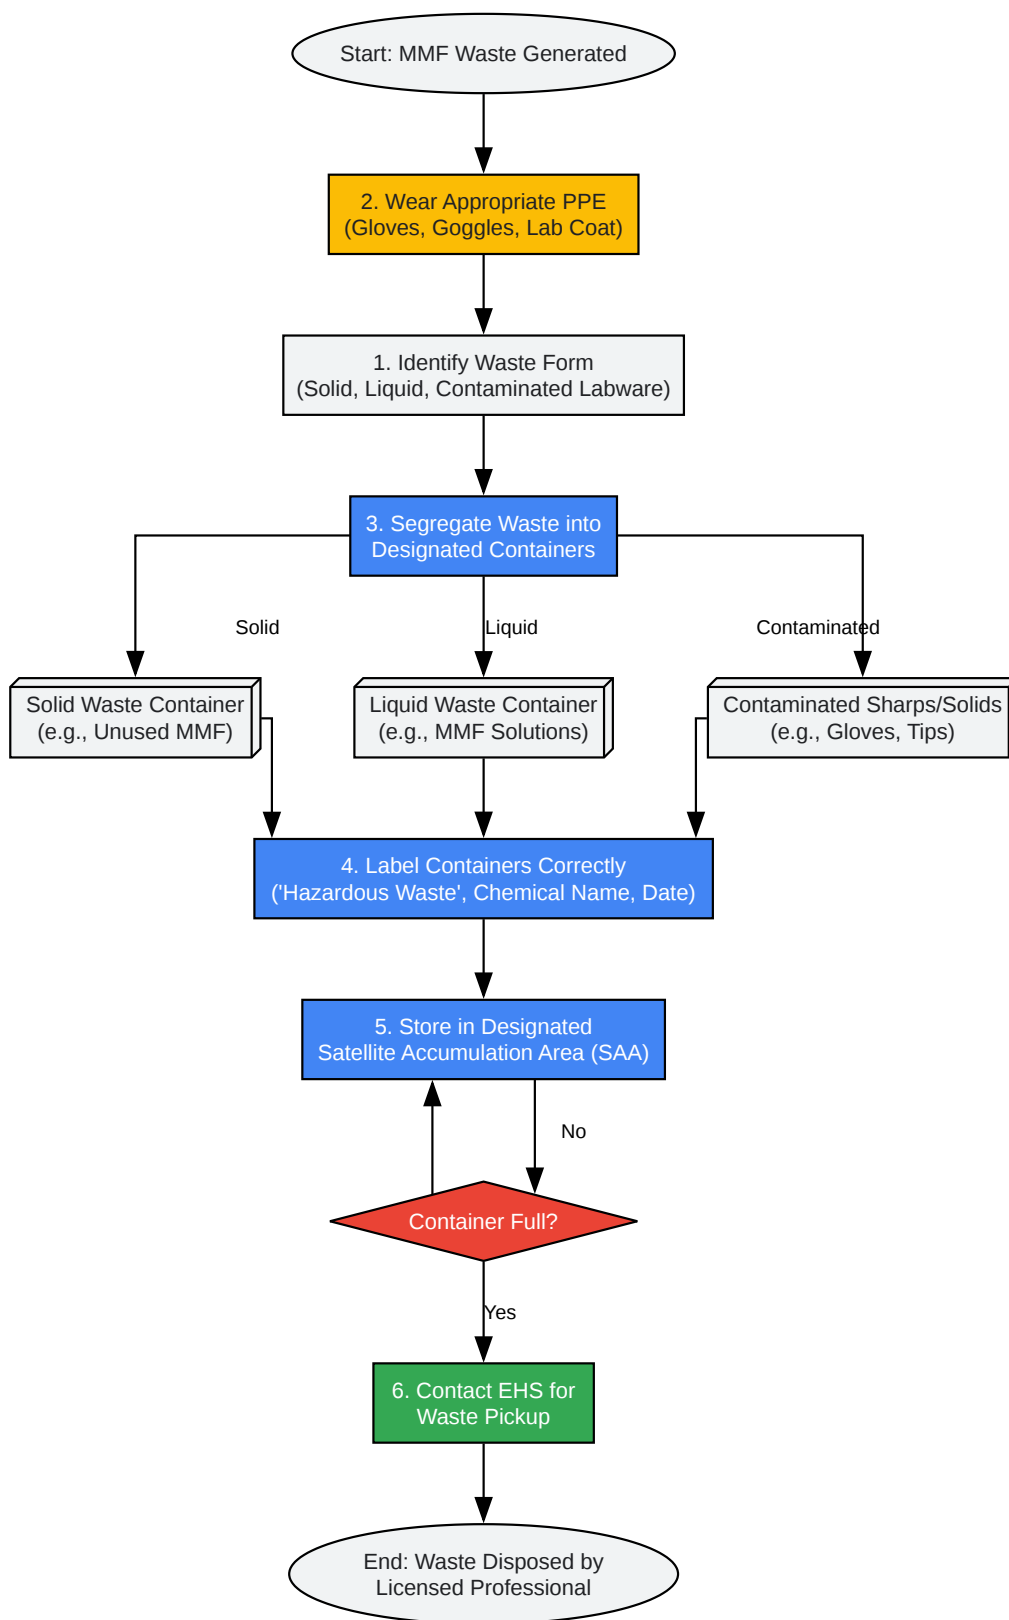 Start: MMF Waste Generated
2. Wear Appropriate PPE
(Gloves, Goggles, Lab Coat)
1. Identify Waste Form
(Solid, Liquid, Contaminated Labware)
3. Segregate Waste into
Designated Containers
Solid
Liquid
Contaminated
Solid Waste Container
(e.g., Unused MMF)
Liquid Waste Container
(e.g., MMF Solutions)
Contaminated Sharps/Solids
(e.g., Gloves, Tips)
4. Label Containers Correctly
('Hazardous Waste', Chemical Name, Date)
5. Store in Designated
Satellite Accumulation Area (SAA)
No
Container Full?
Yes
6. Contact EHS for
Waste Pickup
End: Waste Disposed by
Licensed Professional